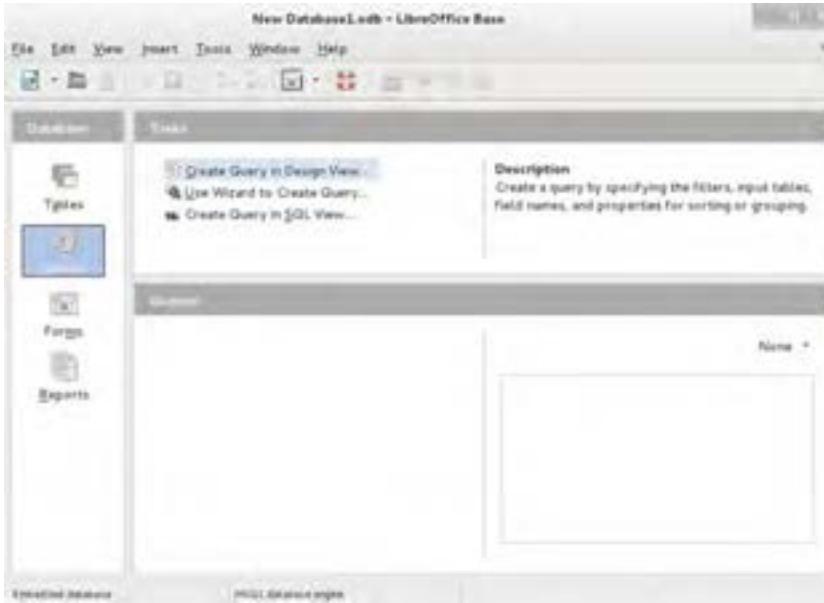 New Database1.odb - LibreOffice Base
File Edit View Insert Tools Window Help
Database
Tasks
Tables
Forms
Reports
Create Query in Design View...
Use Wizard to Create Query...
Create Query in SQL View...
Description
Create a query by specifying the filters, input tables,
field names, and properties for sorting or grouping.
Queries
None
Embedded database
HSQL database engine